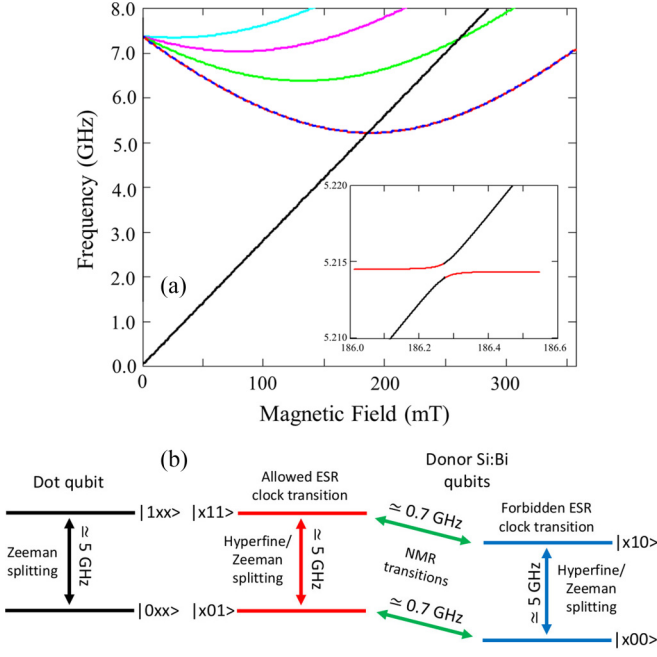 8.0
7.0
6.0
5.0
4.0
3.0
2.0
1.0
0.0
Frequency (GHz)
(a)
5.220
5.215
5.210
186.0 186.2 186.4 186.6
0 100 200 300
Magnetic Field (mT)
(b)
Dot qubit
Allowed ESR
clock transition
Donor Si:Bi
qubits
Forbidden ESR
clock transition
|1xx>
|x11>
≃ 0.7 GHz
|x10>
Zeeman
splitting
≃ 5 GHz
Hyperfine/
Zeeman
splitting
≃ 5 GHz
NMR
transitions
≃ 5 GHz
Hyperfine/
Zeeman
splitting
|0xx>
|x01>
≃ 0.7 GHz
|x00>